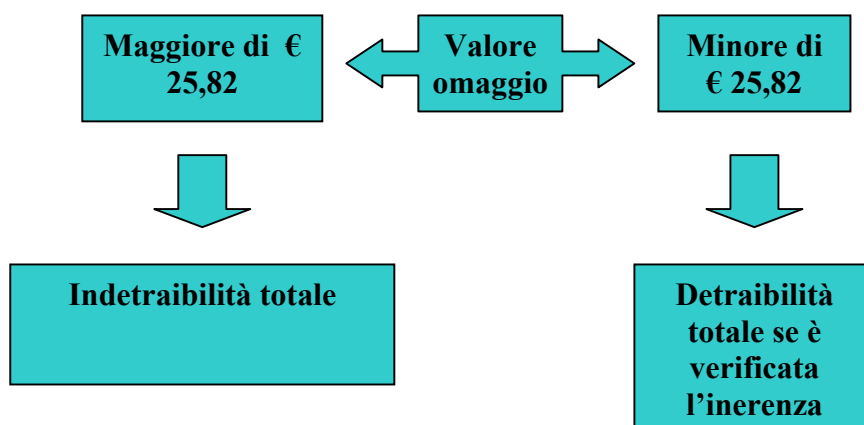 Maggiore di €
25,82
Valore
omaggio
Minore di
€ 25,82
Indetraibilità totale
Detraibilità
totale se è
verificata
l’inerenza